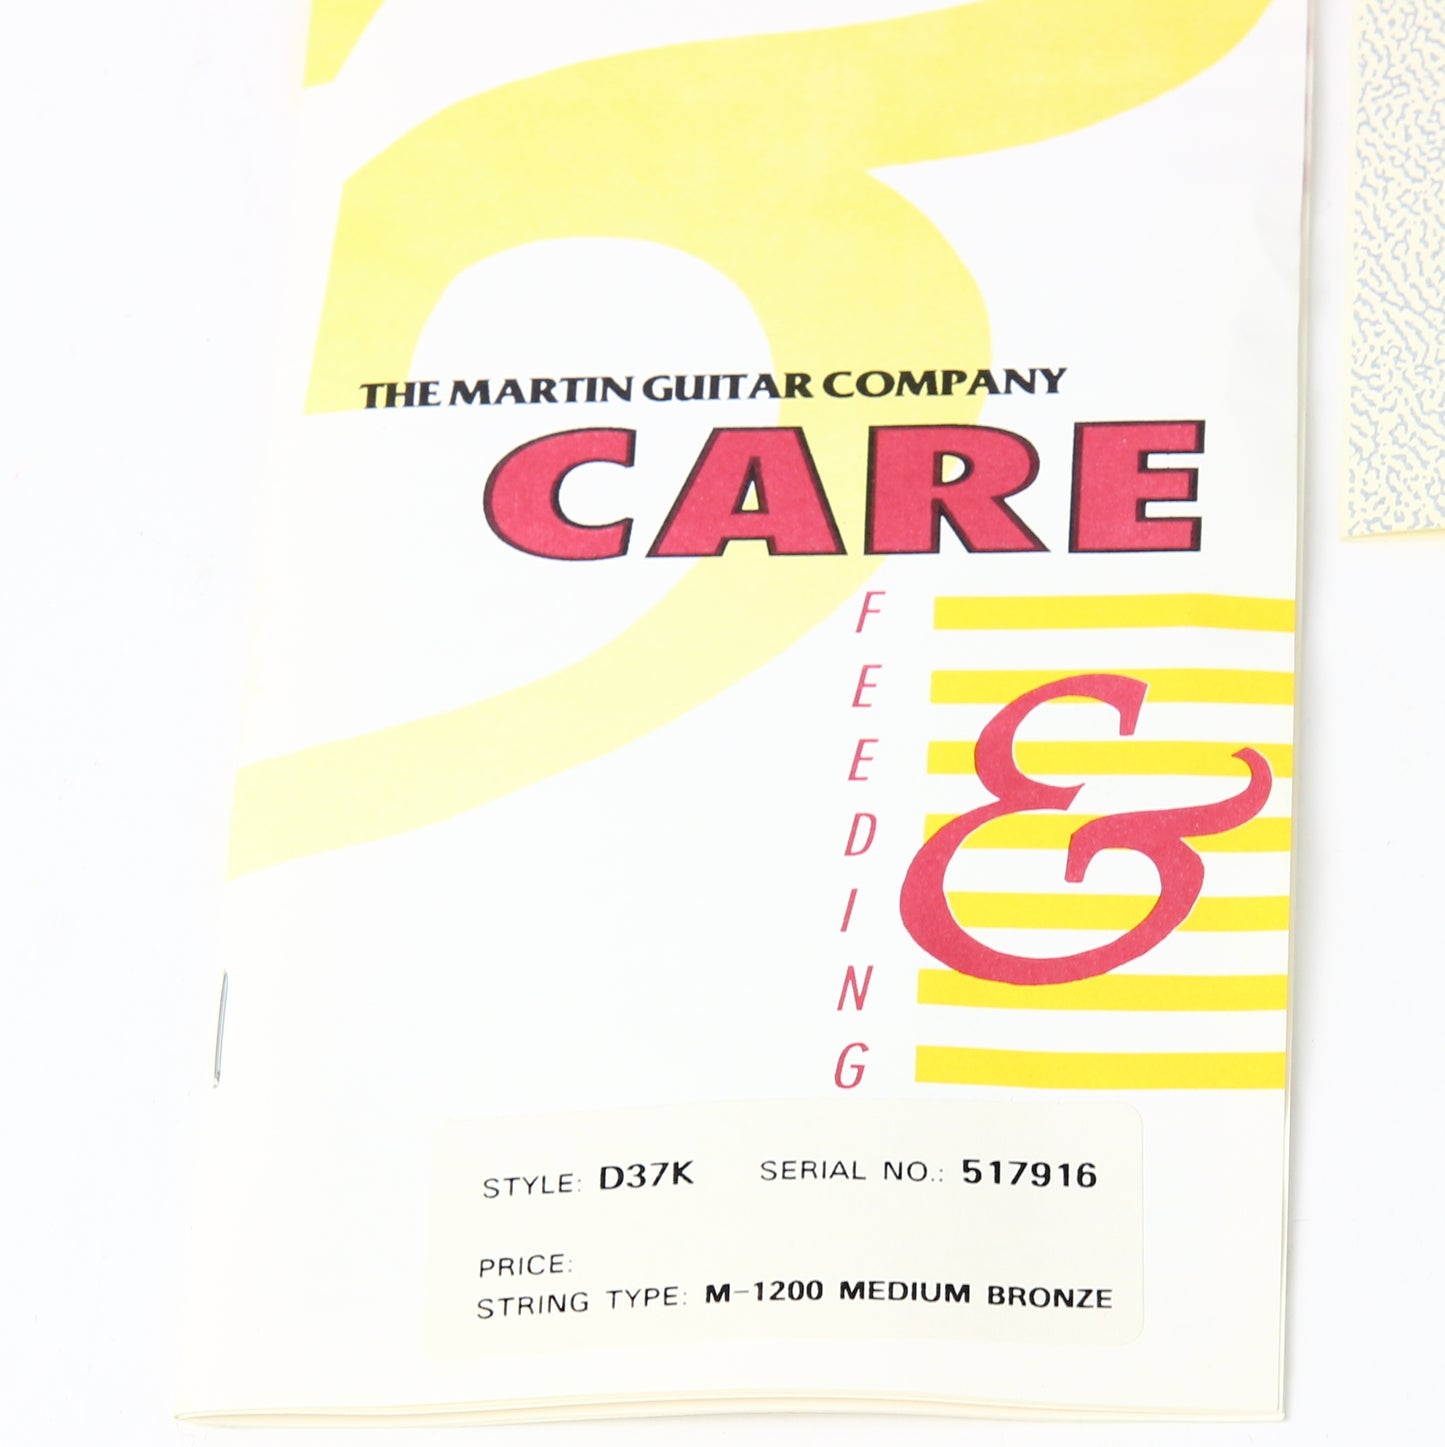 THE MARTIN GUITAR COMPANY
CARE
&
FEEDING
STYLE: D37K SERIAL NO.: 517916
PRICE:
STRING TYPE: M-1200 MEDIUM BRONZE